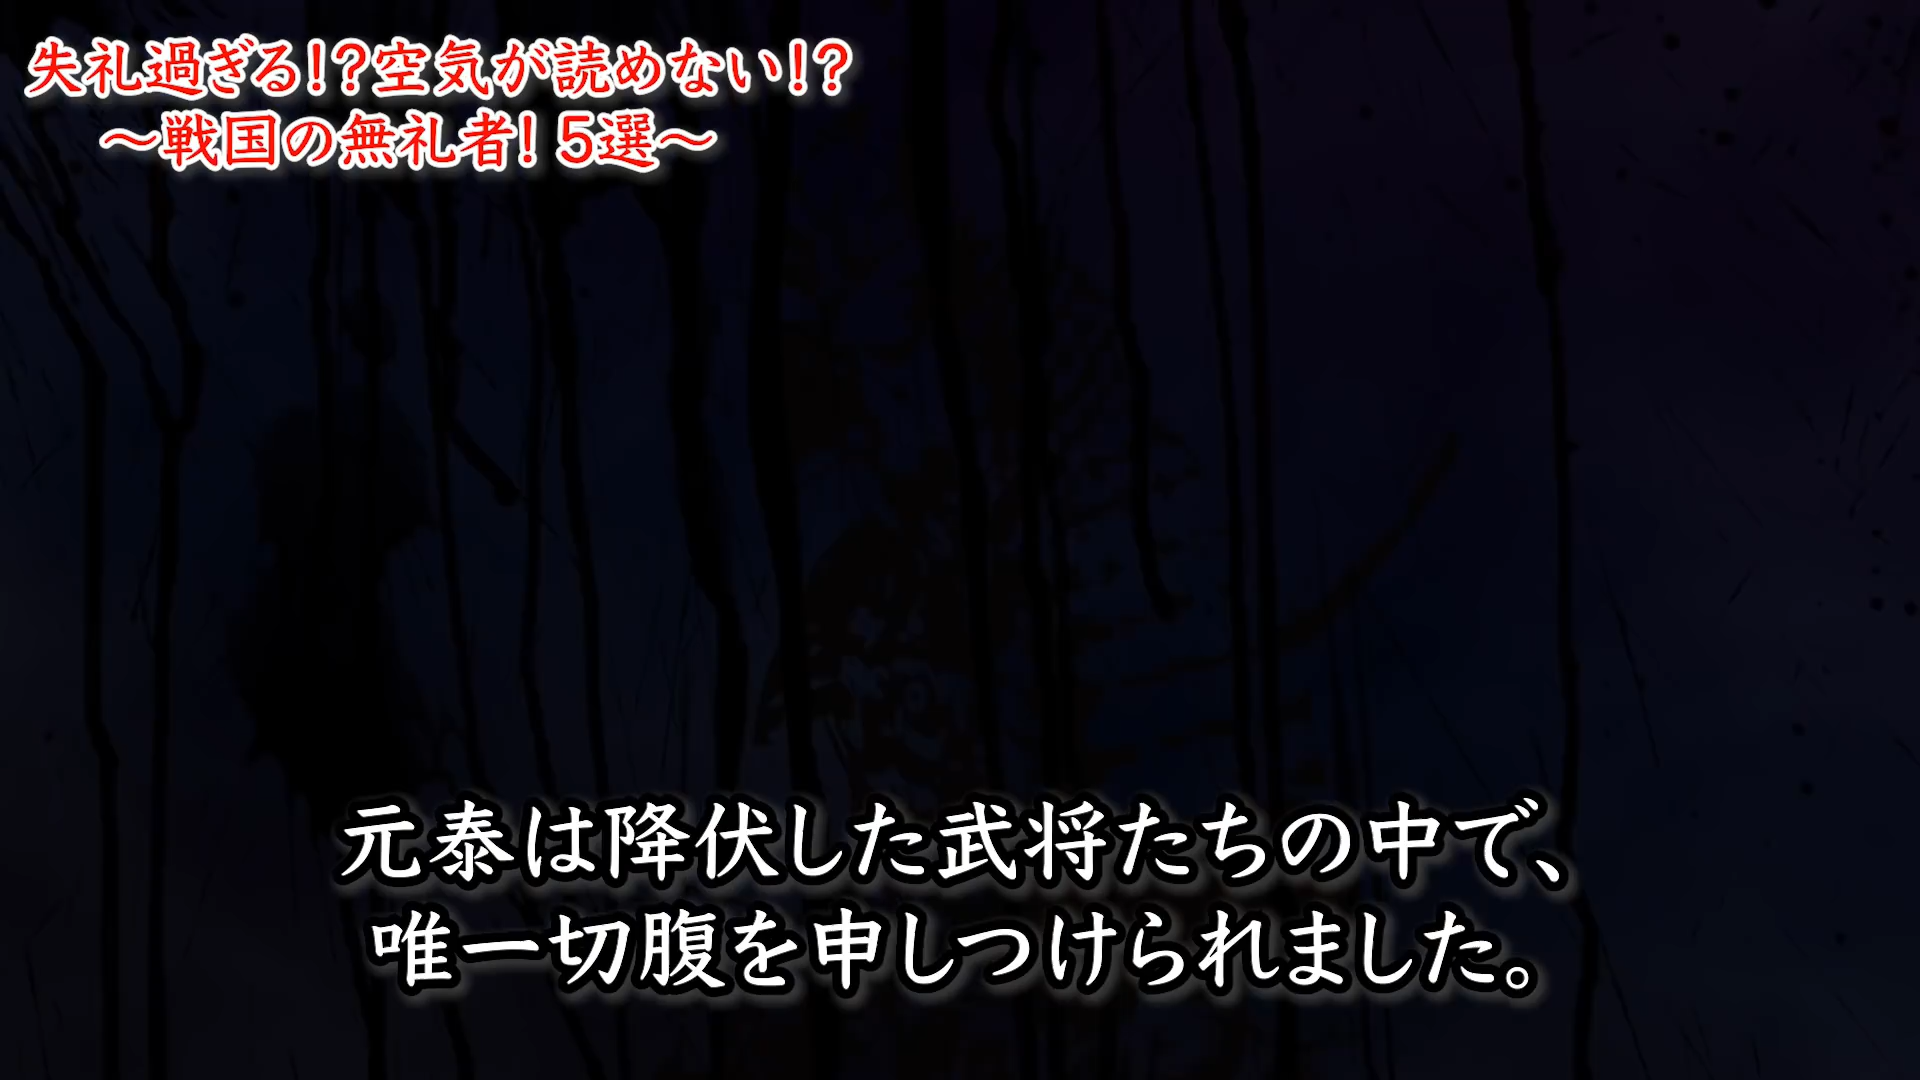 失礼過ぎる!?空気が読めない!?
～戦国の無礼者! 5選～
元泰は降伏した武将たちの中で、
唯一切腹を申しつけられました。